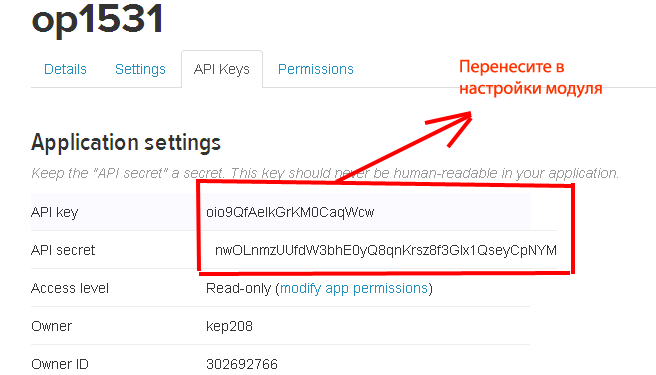 op1531
Details Settings API Keys Permissions
Перенесите в
настройки модуля
Application settings
Keep the "API secret" a secret. This key should never be human-readable in your application.
API key oio9QfAelkGrKM0CaqWcw
API secret nwOLnmzUUfdW3bhE0yQ8qnKrsz8f3Glx1QseyCpNYM
Access level Read-only (modify app permissions)
Owner kep208
Owner ID 302692766